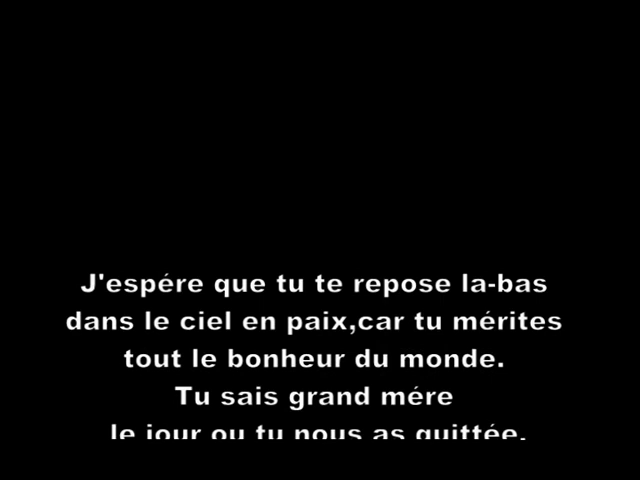 J'espére que tu te repose la-bas
dans le ciel en paix,car tu mérites
tout le bonheur du monde.
Tu sais grand mére
le jour ou tu nous as quittée.